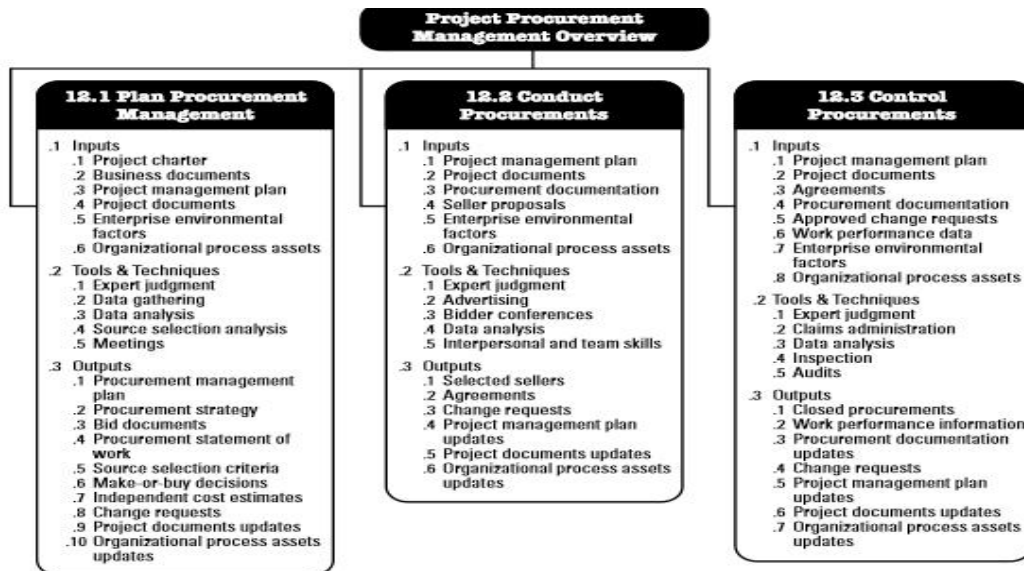 Project Procurement
Management Overview
12.1 Plan Procurement
Management
.1 Inputs
.1 Project charter
.2 Business documents
.3 Project management plan
.4 Project documents
.5 Enterprise environmental
factors
.6 Organizational process assets
.2 Tools & Techniques
.1 Expert judgment
.2 Data gathering
.3 Data analysis
.4 Source selection analysis
.5 Meetings
.3 Outputs
.1 Procurement management
plan
.2 Procurement strategy
.3 Bid documents
.4 Procurement statement of
work
.5 Source selection criteria
.6 Make-or-buy decisions
.7 Independent cost estimates
.8 Change requests
.9 Project documents updates
.10 Organizational process assets
updates
12.2 Conduct
Procurements
.1 Inputs
.1 Project management plan
.2 Project documents
.3 Procurement documentation
.4 Seller proposals
.5 Enterprise environmental
factors
.6 Organizational process assets
.2 Tools & Techniques
.1 Expert judgment
.2 Advertising
.3 Bidder conferences
.4 Data analysis
.5 Interpersonal and team skills
.3 Outputs
.1 Selected sellers
.2 Agreements
.3 Change requests
.4 Project management plan
updates
.5 Project documents updates
.6 Organizational process assets
updates
12.3 Control
Procurements
.1 Inputs
.1 Project management plan
.2 Project documents
.3 Agreements
.4 Procurement documentation
.5 Approved change requests
.6 Work performance data
.7 Enterprise environmental
factors
.8 Organizational process assets
.2 Tools & Techniques
.1 Expert judgment
.2 Claims administration
.3 Data analysis
.4 Inspection
.5 Audits
.3 Outputs
.1 Closed procurements
.2 Work performance information
.3 Procurement documentation
updates
.4 Change requests
.5 Project management plan
updates
.6 Project documents updates
.7 Organizational process assets
updates